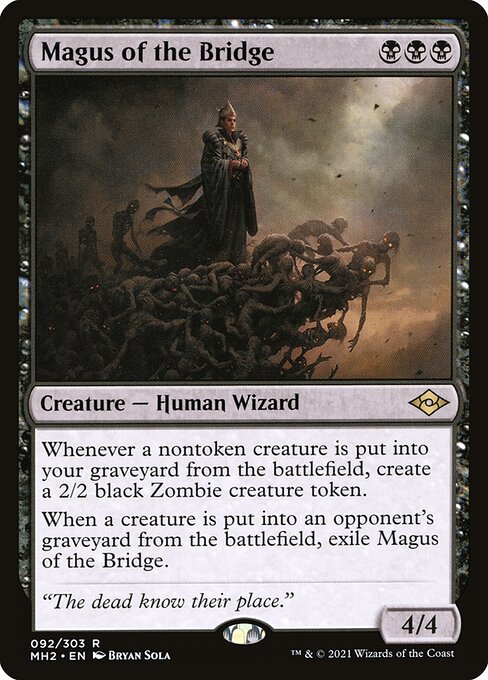 Magus of the Bridge
Creature — Human Wizard
Whenever a nontoken creature is put into
your graveyard from the battlefield, create
a 2/2 black Zombie creature token.
When a creature is put into an opponent's
graveyard from the battlefield, exile Magus
of the Bridge.
"The dead know their place."
4/4
092/303 R
MH2 • EN Bryan Sola
™ & © 2021 Wizards of the Coast